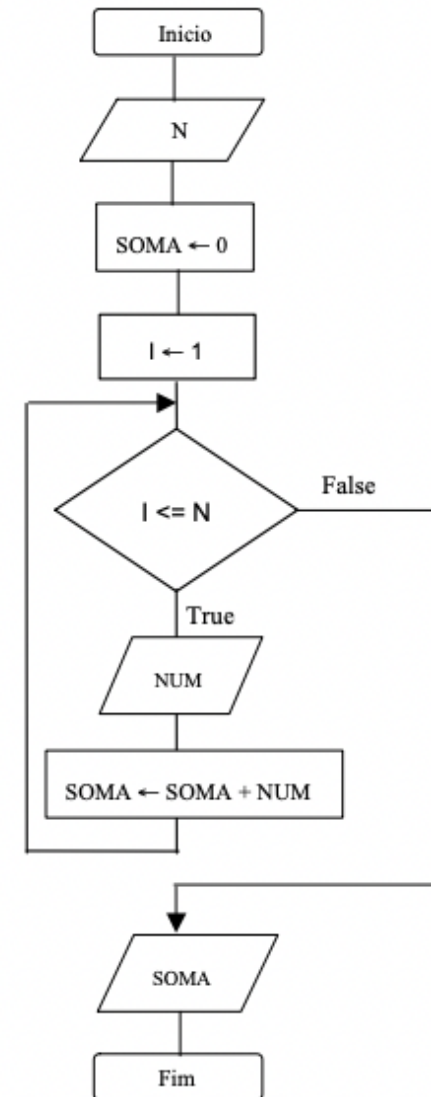 Inicio
N
SOMA ← 0
I ← 1
I <= N
False
True
NUM
SOMA ← SOMA + NUM
SOMA
Fim